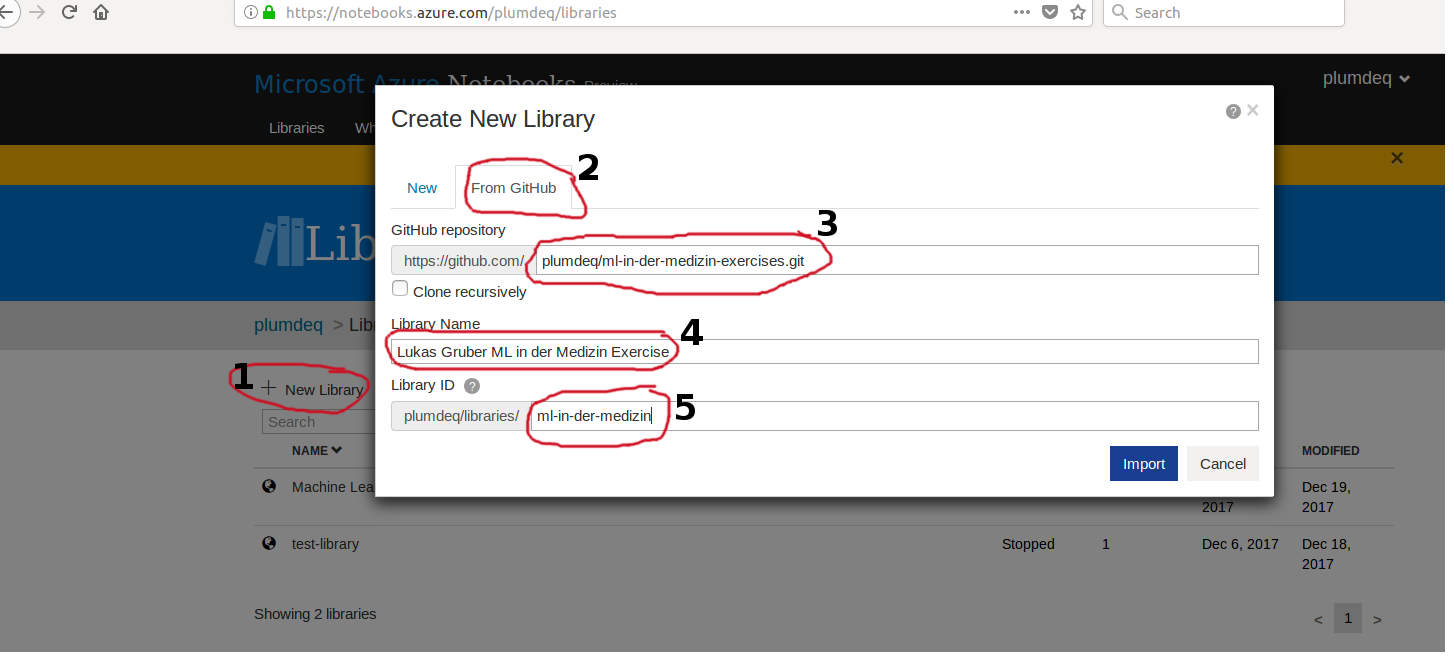 https://notebooks.azure.com/plumdeq/libraries
Search
Microsoft Azure Notebooks Preview
plumdeq
Libraries
Wh
Create New Library
2
New
From GitHub
GitHub repository
3
https://github.com/ plumdeq/ml-in-der-medizin-exercises.git
Clone recursively
Lib
plumdeq > Lib
Library Name
4
Lukas Gruber ML in der Medizin Exercise
1
New Library
Library ID ?
5
plumdeq/libraries/ ml-in-der-medizin
Search
Import
Cancel
NAME
MODIFIED
Machine Lea
2017
Dec 19,
2017
test-library
Stopped
1
Dec 6, 2017
Dec 18,
2017
Showing 2 libraries
< 1 >